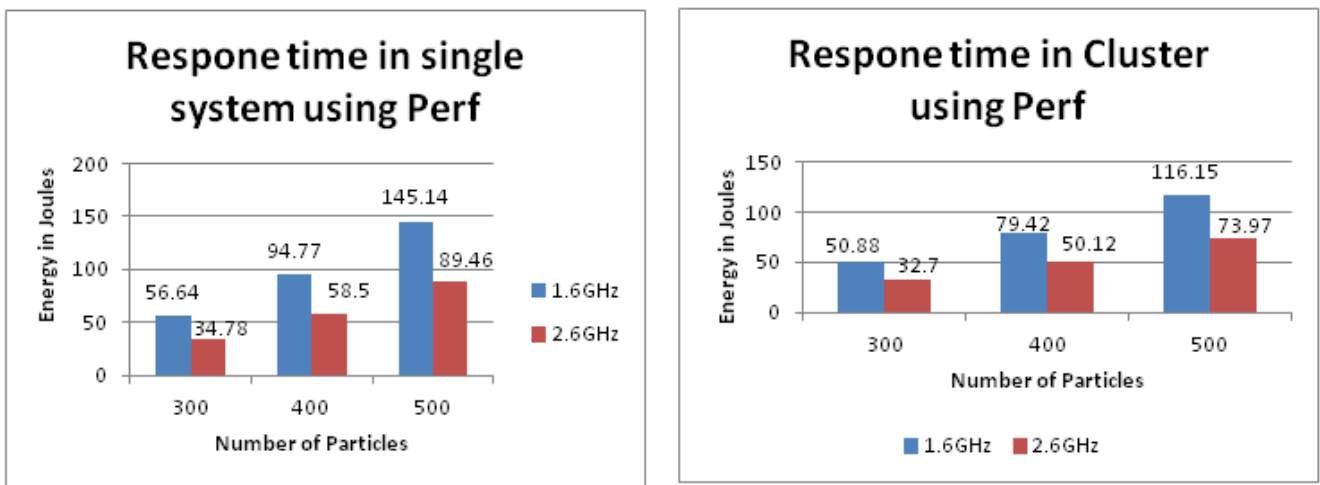 Respone time in single
system using Perf
Energy in Joules
200
150
100
50
0
56.64
34.78
94.77
58.5
145.14
89.46
300
400
500
Number of Particles
1.6GHz
2.6GHz
Respone time in Cluster
using Perf
Energy in Joules
150
100
50
0
50.88
32.7
79.42
50.12
116.15
73.97
300
400
500
Number of Particles
1.6GHz
2.6GHz